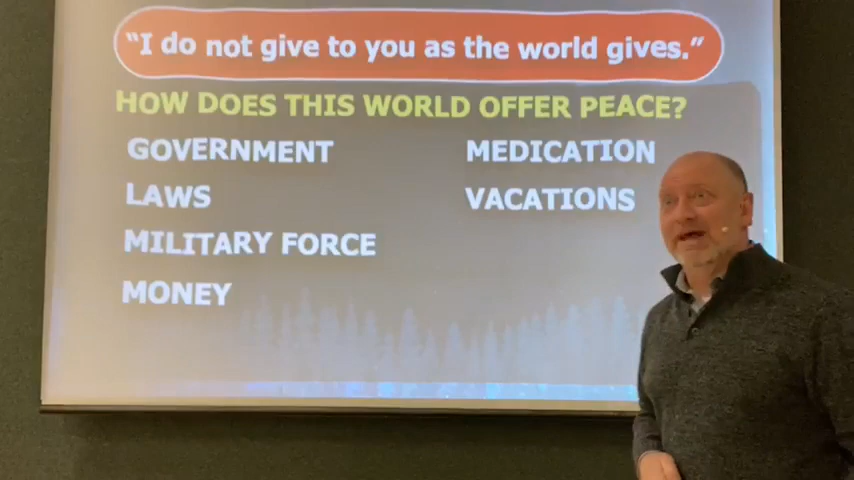 “I do not give to you as the world gives.”
HOW DOES THIS WORLD OFFER PEACE?
GOVERNMENT
LAWS
MILITARY FORCE
MONEY
MEDICATION
VACATIONS